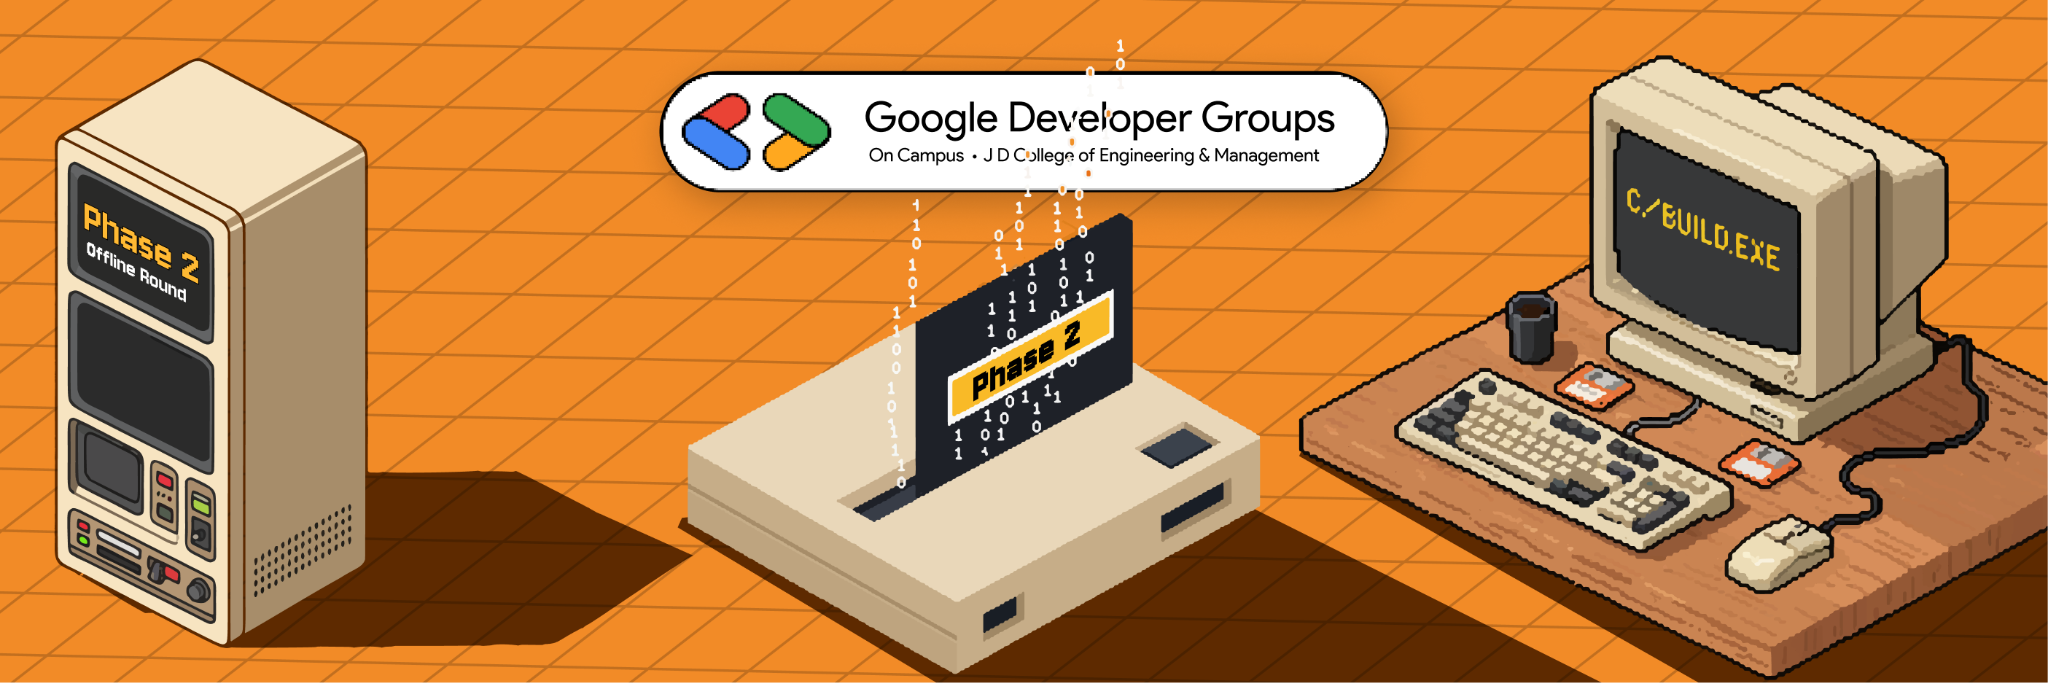 Google Developer Groups
On Campus • J D College of Engineering & Management
Phase 2
Offline Round
Phase 2
C:/BUILD.EXE